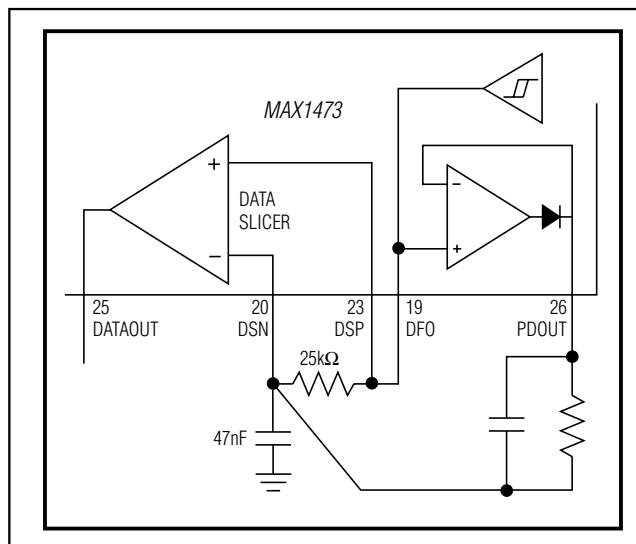 MAX1473
+
−
DATA
SLICER
−
+
25
DATAOUT
20
DSN
23
DSP
19
DFO
26
PDOUT
25kΩ
47nF